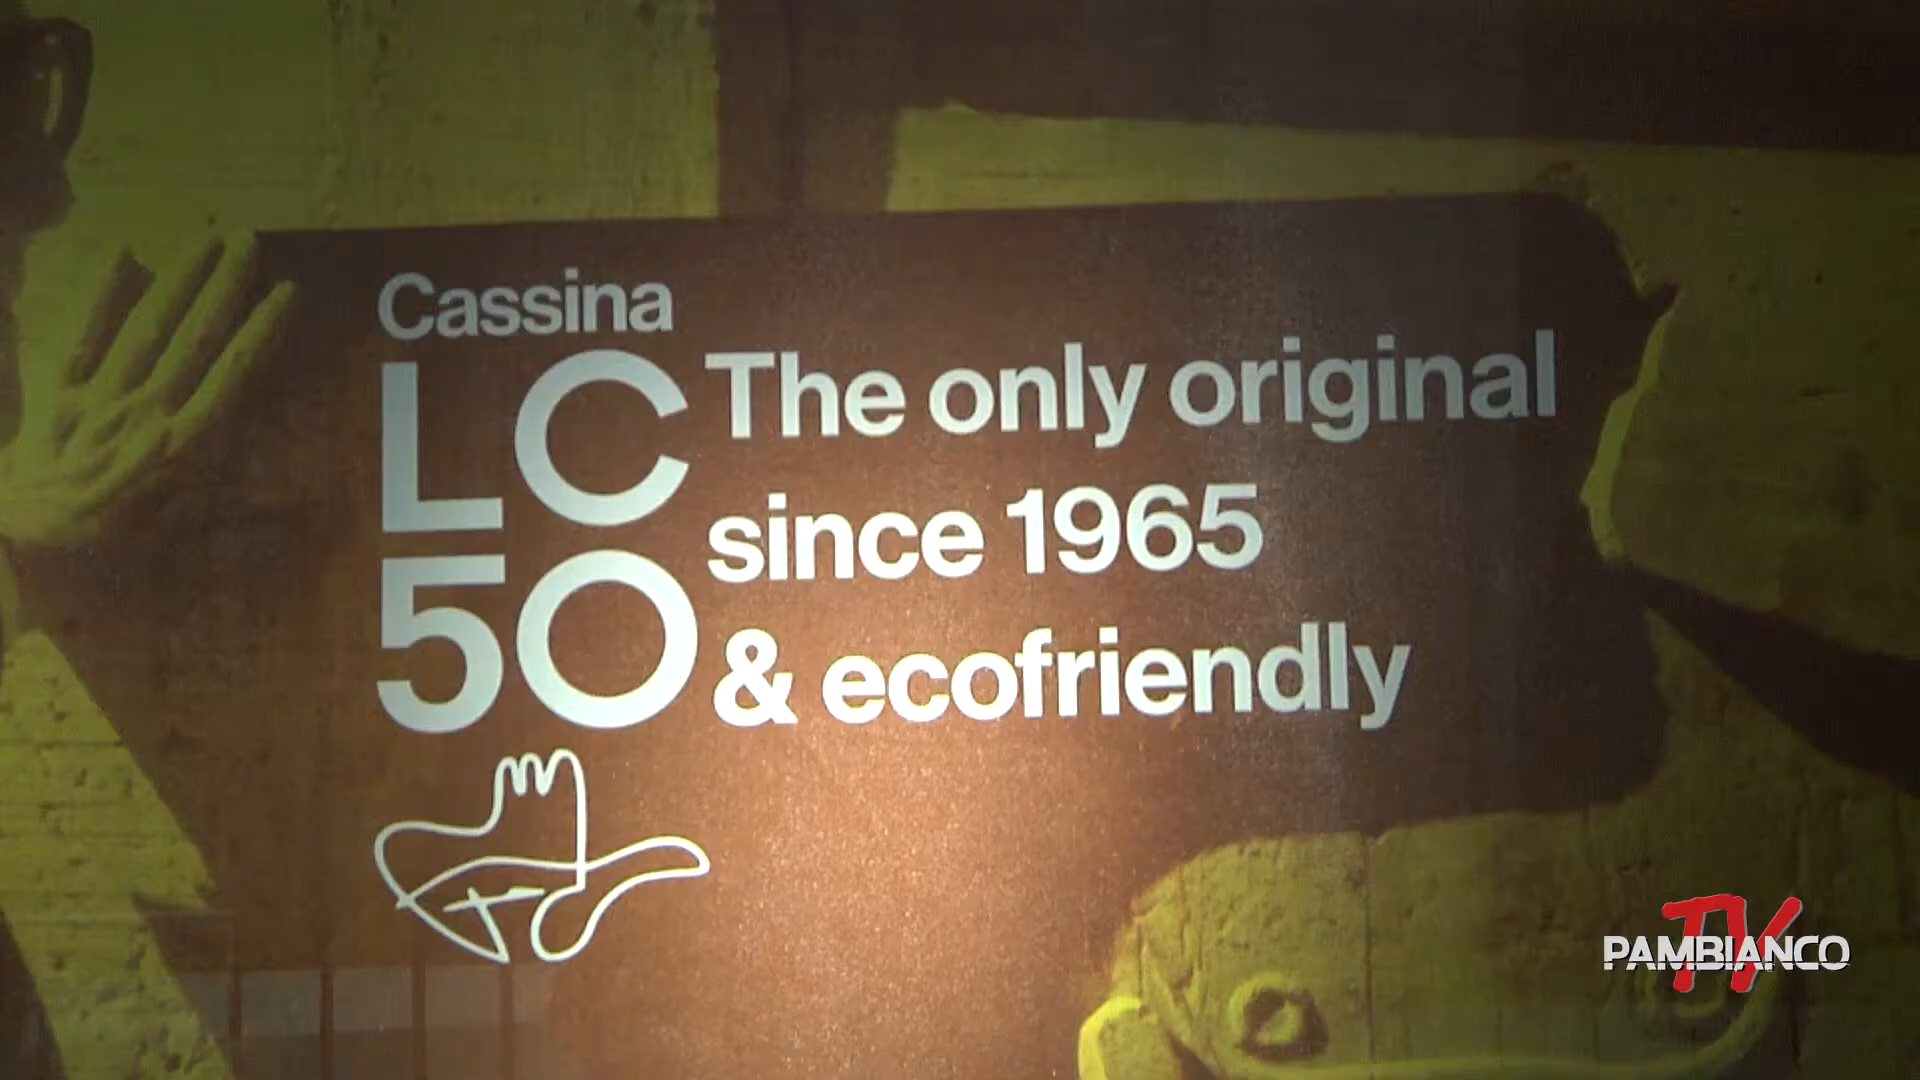 Cassina
LC
50
The only original
since 1965
& ecofriendly
TV
PAMBIANCO